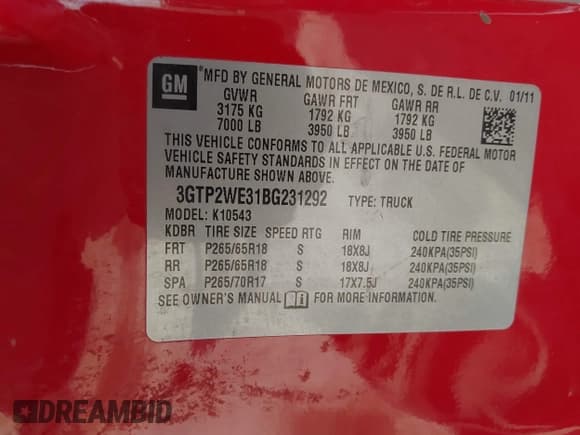 GM
*MFD BY GENERAL MOTORS DE MEXICO, S. DE R.L. DE C.V. 01/11
GVWR GAWR FRT GAWR RR
3175 KG 1792 KG 1792 KG
7000 LB 3950 LB 3950 LB
THIS VEHICLE CONFORMS TO ALL APPLICABLE U.S. FEDERAL MOTOR
VEHICLE SAFETY STANDARDS IN EFFECT ON THE DATE OF
MANUFACTURE SHOWN ABOVE.
3GTP2WE31BG231292 TYPE: TRUCK
MODEL: K10543
KDBR TIRE SIZE SPEED RTG RIM COLD TIRE PRESSURE
FRT P265/65R18 S 18X8J 240KPA(35PSI)
RR P265/65R18 S 18X8J 240KPA(35PSI)
SPA P265/70R17 S 17X7.5J 240KPA(35PSI)
SEE OWNER'S MANUAL FOR MORE INFORMATION.
DREAMBID